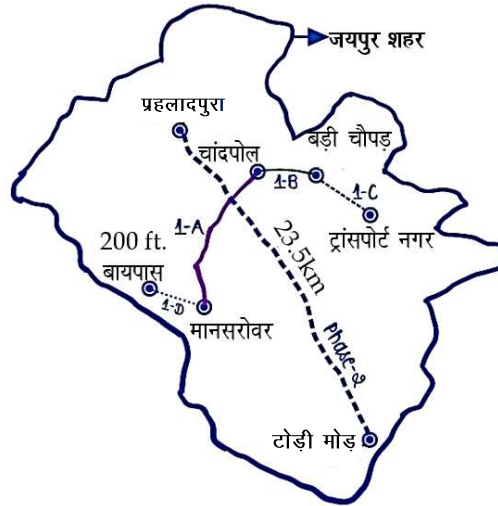 जयपुर शहर
प्रहलादपुरा
चांदपोल
बड़ी चौपड़
1-B
1-C
1-A
ट्रांसपोर्ट नगर
200 ft.
बायपास
23.5km
1-D
मानसरोवर
phase-2
टोड़ी मोड़